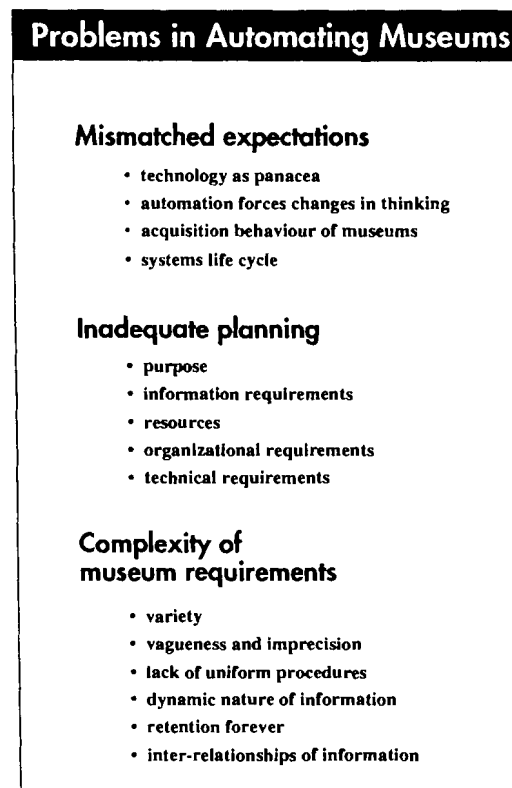 Problems in Automating Museums
Mismatched expectations
• technology as panacea
• automation forces changes in thinking
• acquisition behaviour of museums
• systems life cycle
Inadequate planning
• purpose
• information requirements
• resources
• organizational requirements
• technical requirements
Complexity of
museum requirements
• variety
• vagueness and imprecision
• lack of uniform procedures
• dynamic nature of information
• retention forever
• inter-relationships of information